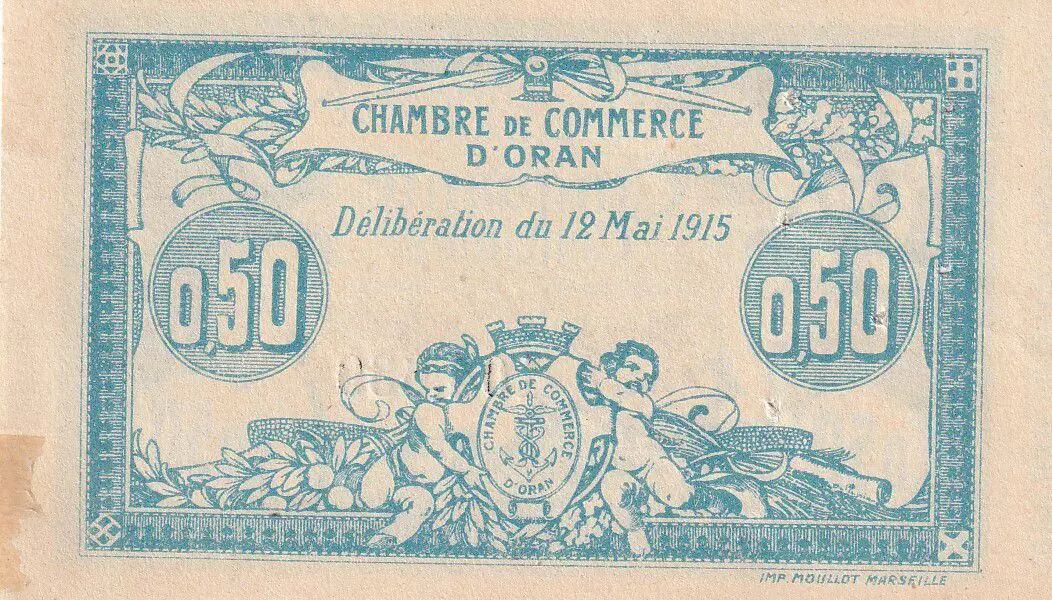 CHAMBRE DE COMMERCE
D'ORAN
Délibération du 12 Mai 1915
0,50
0,50
CHAMBRE DE COMMERCE
D'ORAN
IMP. MOULLOT MARSEILLE